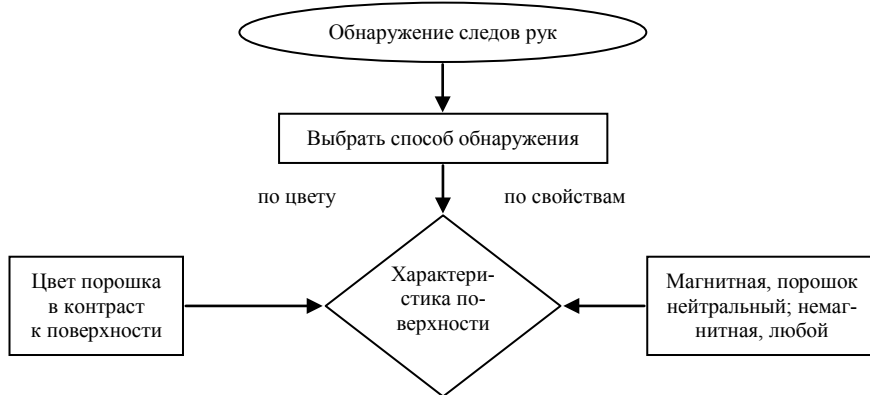 Обнаружение следов рук
Выбрать способ обнаружения
по цвету
по свойствам
Цвет порошка
в контраст
к поверхности
Характери-
стика по-
верхности
Магнитная, порошок
нейтральный; немаг-
нитная, любой